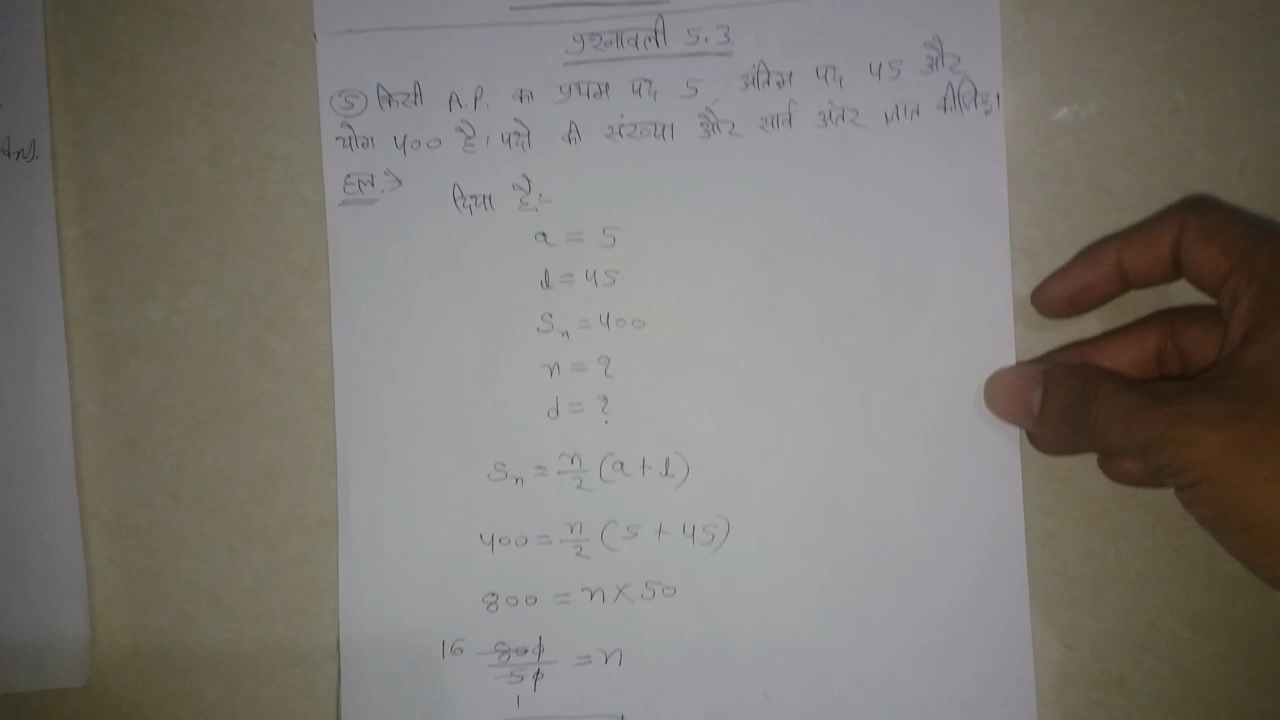 Ans.
प्रश्नावली 5.3
⑤ किसी A.P. का प्रथम पद 5, अंतिम पद 45 और
योग 400 है। पदो की संख्या और सार्व अंतर ज्ञात कीजिए।
हल:→
दिया है:-
a = 5
l = 45
Sₙ = 400
n = ?
d = ?
Sₙ = n/2 (a + l)
400 = n/2 (5 + 45)
800 = n × 50
16 800/50 = n
1